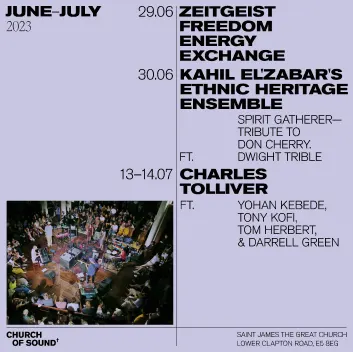 JUNE–JULY
2023
29.06 ZEITGEIST
FREEDOM
ENERGY
EXCHANGE
30.06 KAHIL EL'ZABAR'S
ETHNIC HERITAGE
ENSEMBLE
SPIRIT GATHERER—
TRIBUTE TO
DON CHERRY.
FT. DWIGHT TRIBLE
13–14.07 CHARLES
TOLLIVER
FT. YOHAN KEBEDE,
TONY KOFI,
TOM HERBERT,
& DARRELL GREEN
CHURCH
OF SOUND†
SAINT JAMES THE GREAT CHURCH
LOWER CLAPTON ROAD, E5 8EG